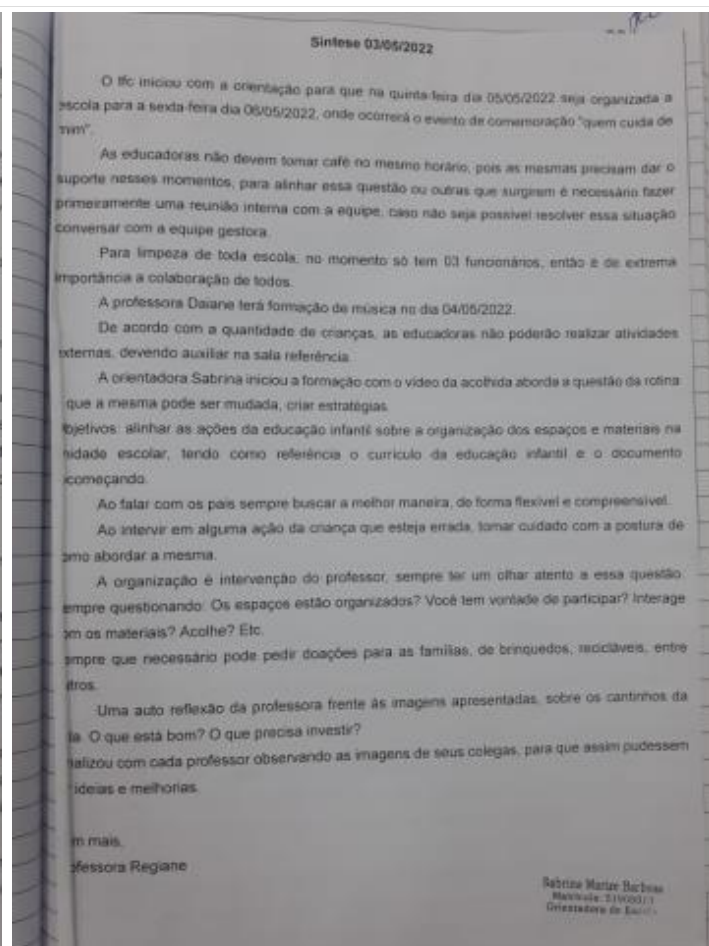 Síntese 03/05/2022
O tfc iniciou com a orientação para que na quinta-feira dia 05/05/2022 seja organizada a
escola para a sexta-feira dia 06/05/2022, onde ocorrerá o evento de comemoração "quem cuida de
mim".
As educadoras não devem tomar café no mesmo horário, pois as mesmas precisam dar o
suporte nesses momentos, para alinhar essa questão ou outras que surgirem é necessário fazer
primeiramente uma reunião interna com a equipe, caso não seja possível resolver essa situação
conversar com a equipe gestora.
Para limpeza de toda escola, no momento só tem 03 funcionários, então é de extrema
importância a colaboração de todos.
A professora Daiane terá formação de música no dia 04/05/2022.
De acordo com a quantidade de crianças, as educadoras não poderão realizar atividades
externas, devendo auxiliar na sala referência.
A orientadora Sabrina iniciou a formação com o vídeo da acolhida aborda a questão da rotina
que a mesma pode ser mudada, criar estratégias.
bjetivos: alinhar as ações da educação infantil sobre a organização dos espaços e materiais na
nidade escolar, tendo como referência o currículo da educação infantil e o documento
começando.
Ao falar com os pais sempre buscar a melhor maneira, de forma flexível e compreensível.
Ao intervir em alguma ação da criança que esteja errada, tomar cuidado com a postura de
omo abordar a mesma.
A organização é intervenção do professor, sempre ter um olhar atento a essa questão.
empre questionando: Os espaços estão organizados? Você tem vontade de participar? Interage
om os materiais? Acolhe? Etc.
empre que necessário pode pedir doações para as famílias, de brinquedos, recicláveis, entre
tros.
Uma auto reflexão da professora frente às imagens apresentadas, sobre os cantinhos da
la. O que está bom? O que precisa investir?
nalizou com cada professor observando as imagens de seus colegas, para que assim pudessem
ideias e melhorias.
m mais,
ofessora Regiane
Sabrina Barbosa
Matrícula:
Orientadora de